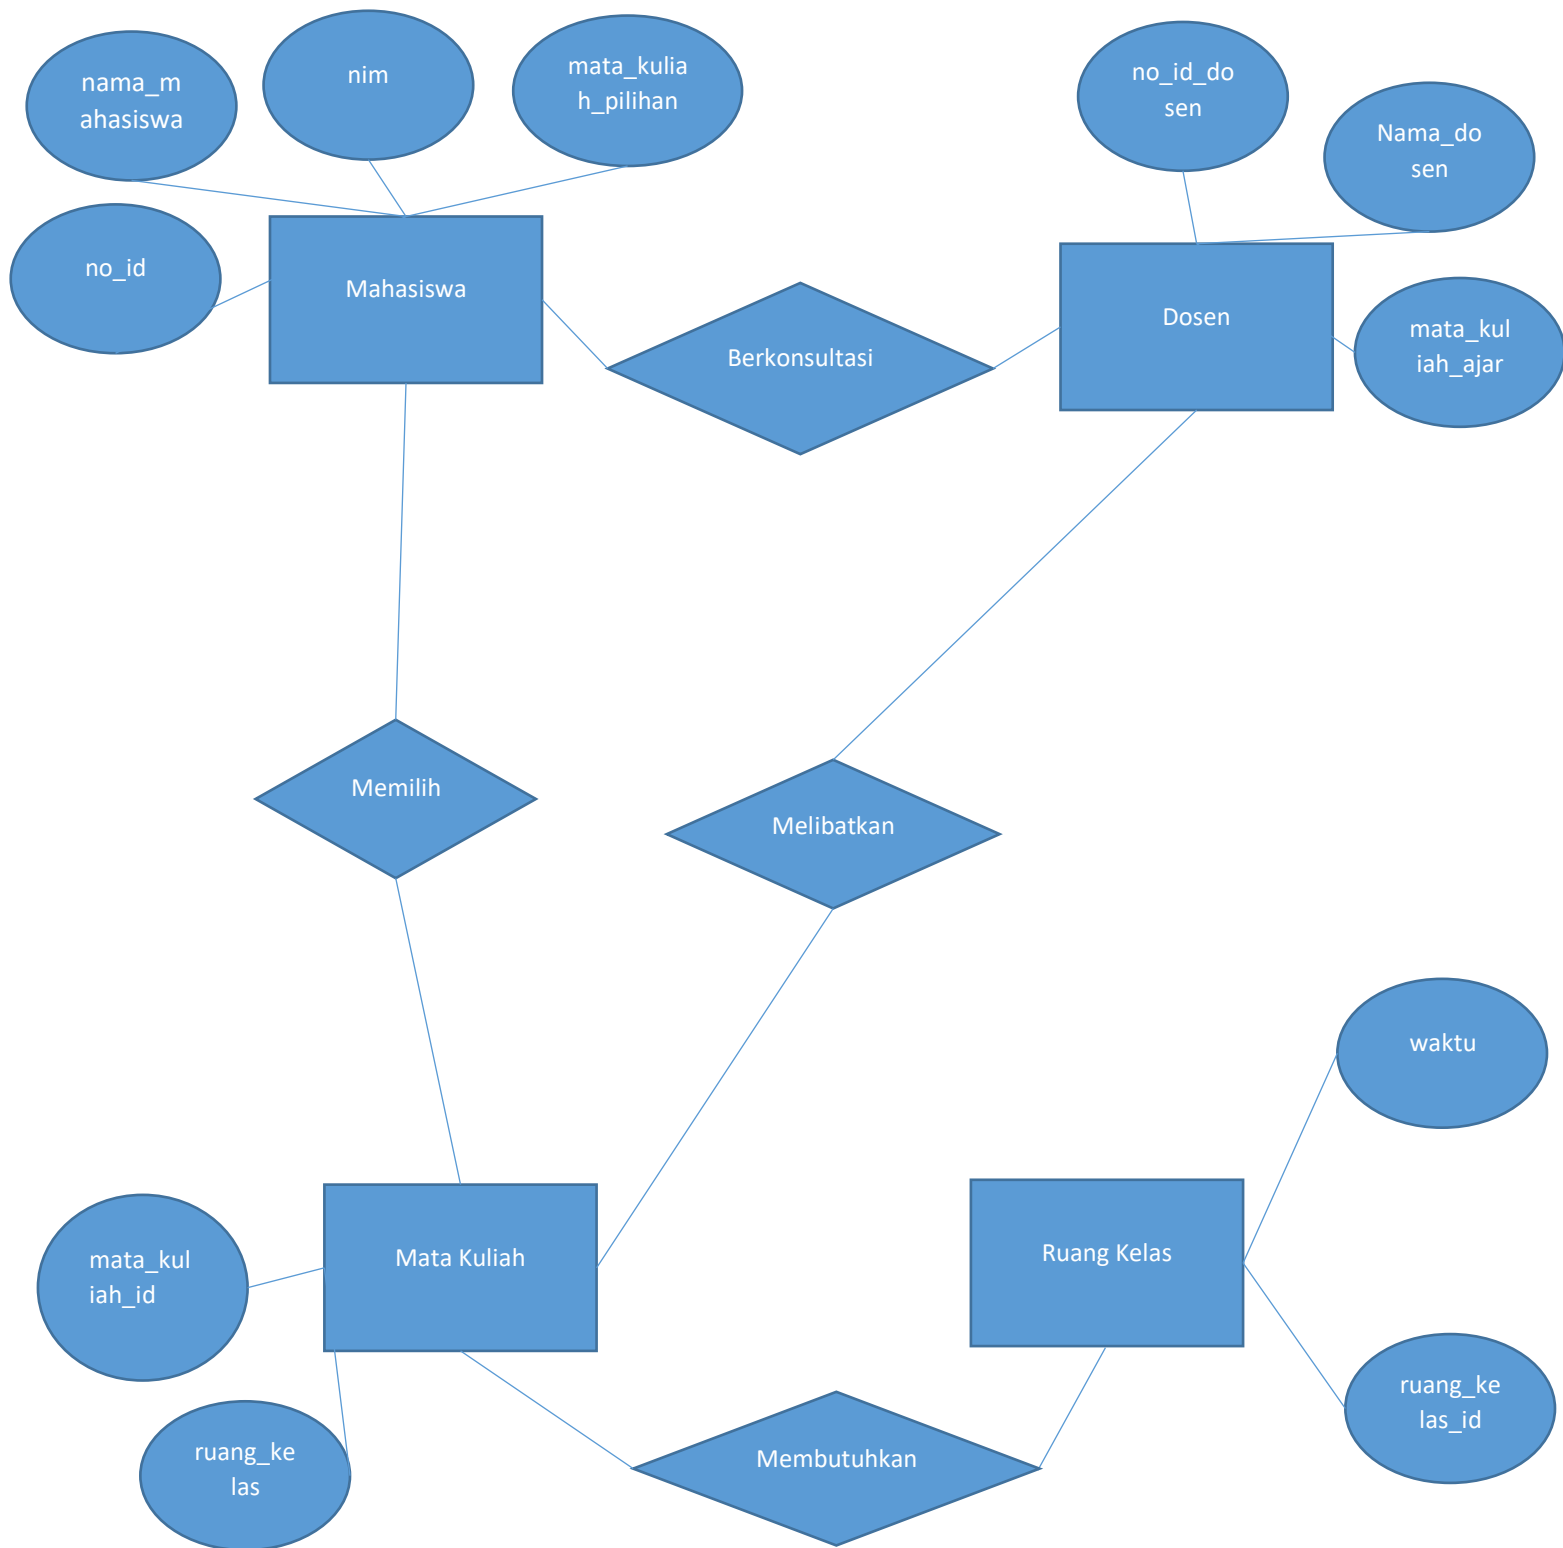 nama_m
ahasiswa
nim
mata_kulia
h_pilihan
no_id_do
sen
Nama_do
sen
no_id
Mahasiswa
Dosen
Berkonsultasi
mata_kul
iah_ajar
Memilih
Melibatkan
waktu
mata_kul
iah_id
Mata Kuliah
Ruang Kelas
ruang_ke
las_id
ruang_ke
las
Membutuhkan